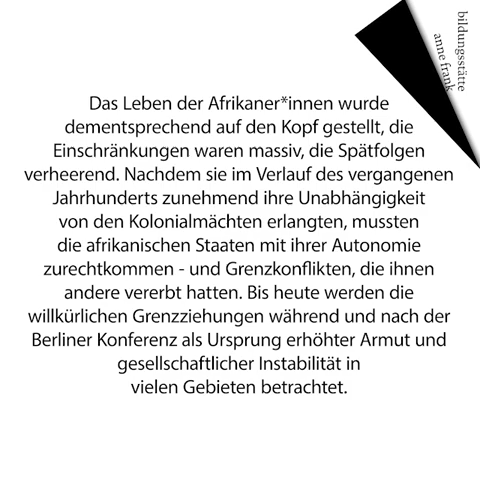 bildungsstätte
anne frank
Das Leben der Afrikaner*innen wurde
dementsprechend auf den Kopf gestellt, die
Einschränkungen waren massiv, die Spätfolgen
verheerend. Nachdem sie im Verlauf des vergangenen
Jahrhunderts zunehmend ihre Unabhängigkeit
von den Kolonialmächten erlangten, mussten
die afrikanischen Staaten mit ihrer Autonomie
zurechtkommen - und Grenzkonflikten, die ihnen
andere vererbt hatten. Bis heute werden die
willkürlichen Grenzziehungen während und nach der
Berliner Konferenz als Ursprung erhöhter Armut und
gesellschaftlicher Instabilität in
vielen Gebieten betrachtet.